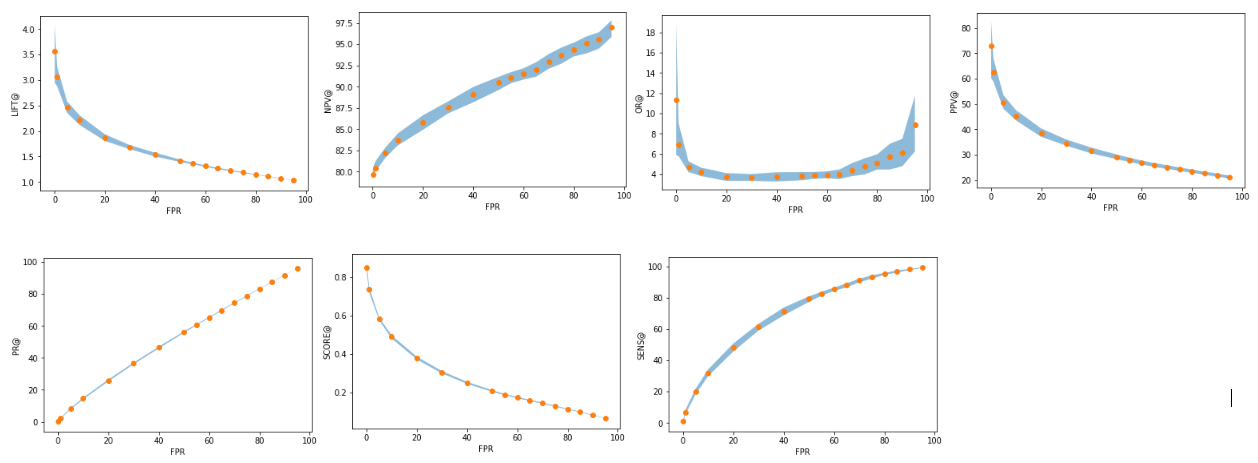 LIFT@
4.0
3.5
3.0
2.5
2.0
1.5
1.0
0 20 40 60 80 100
FPR
NPV@
97.5
95.0
92.5
90.0
87.5
85.0
82.5
80.0
0 20 40 60 80 100
FPR
OR@
18
16
14
12
10
8
6
4
0 20 40 60 80 100
FPR
PPV@
80
70
60
50
40
30
20
0 20 40 60 80 100
FPR
PR@
100
80
60
40
20
0
0 20 40 60 80 100
FPR
SCORE@
0.8
0.6
0.4
0.2
0 20 40 60 80 100
FPR
SENS@
100
80
60
40
20
0
0 20 40 60 80 100
FPR